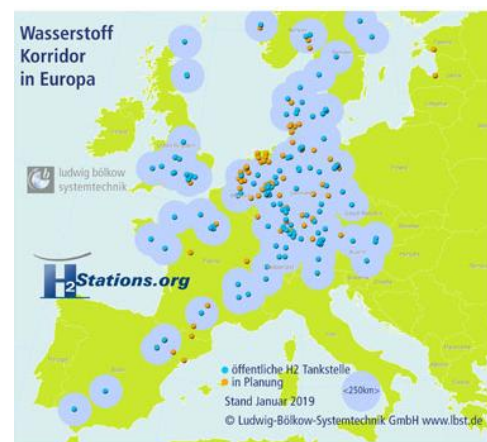 Wasserstoff
Korridor
in Europa
ludwig bölkow
systemtechnik
H2Stations.org
öffentliche H2 Tankstelle
in Planung
<250km>
Stand Januar 2019
© Ludwig-Bölkow-Systemtechnik GmbH www.lbst.de